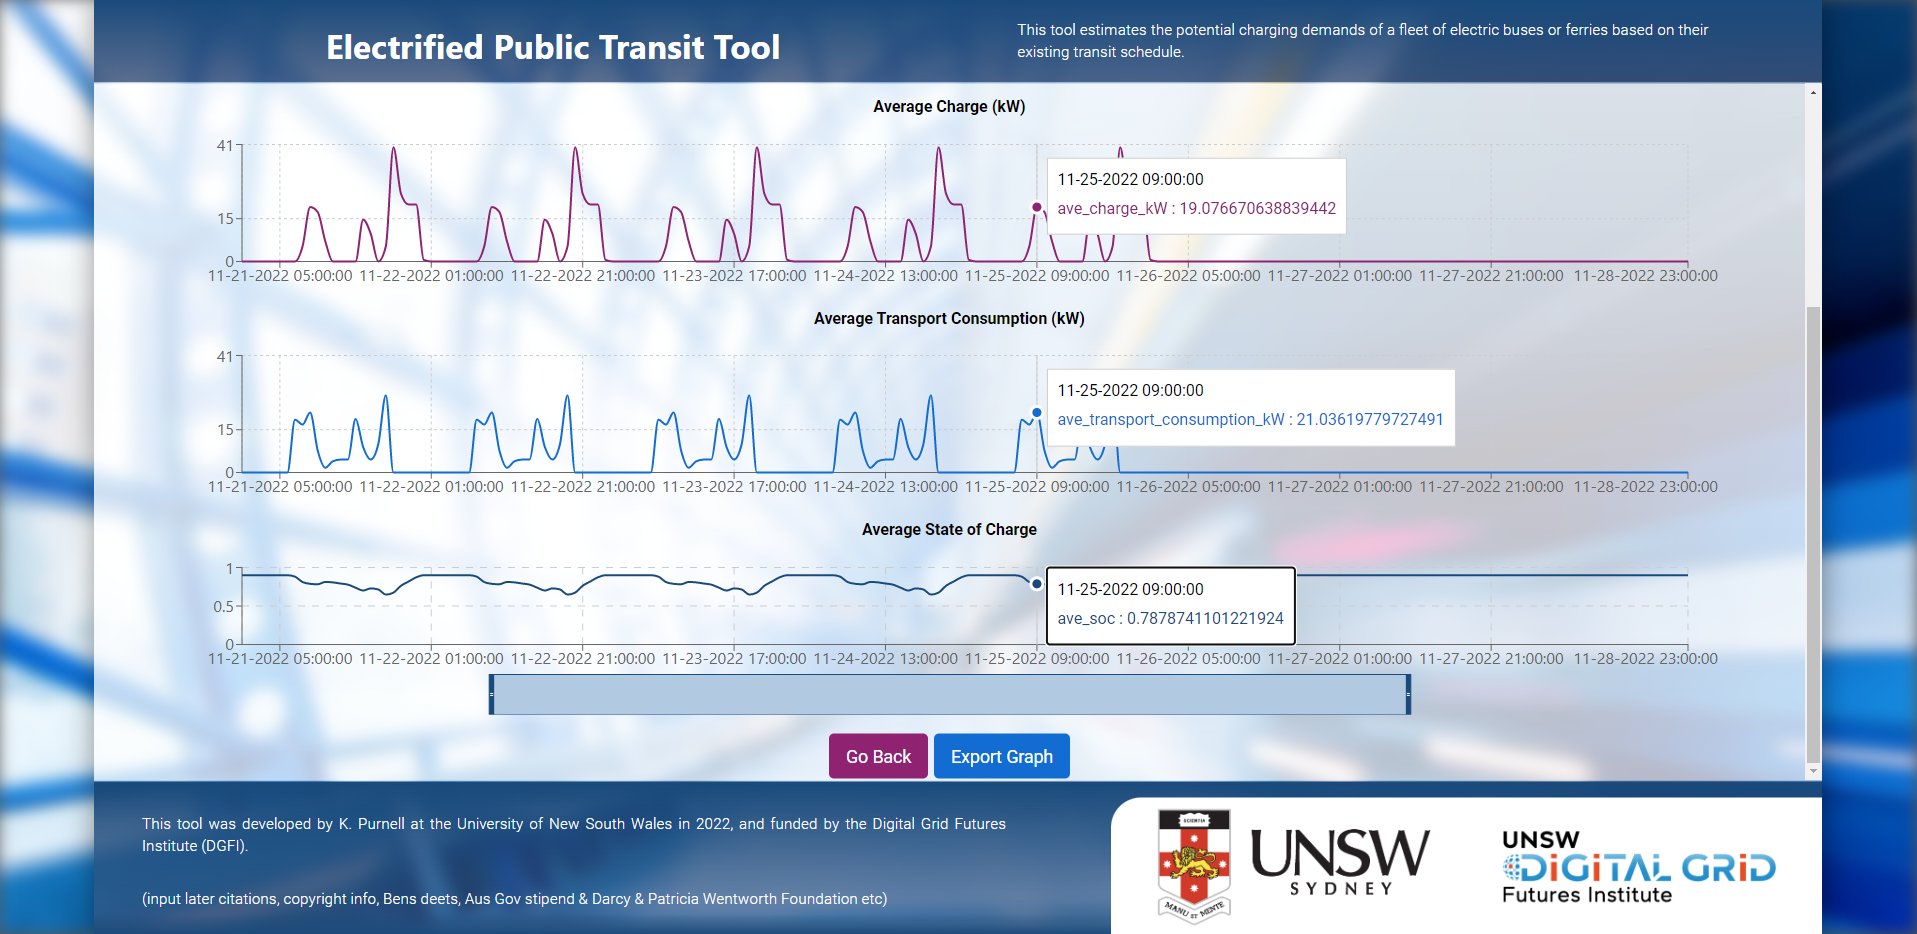 Electrified Public Transit Tool
This tool estimates the potential charging demands of a fleet of electric buses or ferries based on their
existing transit schedule.
Average Charge (kW)
41
15
0
11-25-2022 09:00:00
ave_charge_kW : 19.076670638839442
11-21-2022 05:00:00 11-22-2022 01:00:00 11-22-2022 21:00:00 11-23-2022 17:00:00 11-24-2022 13:00:00 11-25-2022 09:00:00 11-26-2022 05:00:00 11-27-2022 01:00:00 11-27-2022 21:00:00 11-28-2022 23:00:00
Average Transport Consumption (kW)
41
15
0
11-25-2022 09:00:00
ave_transport_consumption_kW : 21.03619779727491
11-21-2022 05:00:00 11-22-2022 01:00:00 11-22-2022 21:00:00 11-23-2022 17:00:00 11-24-2022 13:00:00 11-25-2022 09:00:00 11-26-2022 05:00:00 11-27-2022 01:00:00 11-27-2022 21:00:00 11-28-2022 23:00:00
Average State of Charge
1
0.5
0
11-25-2022 09:00:00
ave_soc : 0.7878741101221924
11-21-2022 05:00:00 11-22-2022 01:00:00 11-22-2022 21:00:00 11-23-2022 17:00:00 11-24-2022 13:00:00 11-25-2022 09:00:00 11-26-2022 05:00:00 11-27-2022 01:00:00 11-27-2022 21:00:00 11-28-2022 23:00:00
Go Back Export Graph
This tool was developed by K. Purnell at the University of New South Wales in 2022, and funded by the Digital Grid Futures
Institute (DGFI).
(input later citations, copyright info, Bens deets, Aus Gov stipend & Darcy & Patricia Wentworth Foundation etc)
SCIENTIA
MANU ET MENTE
UNSW
SYDNEY
UNSW
DIGITAL GRID
Futures Institute